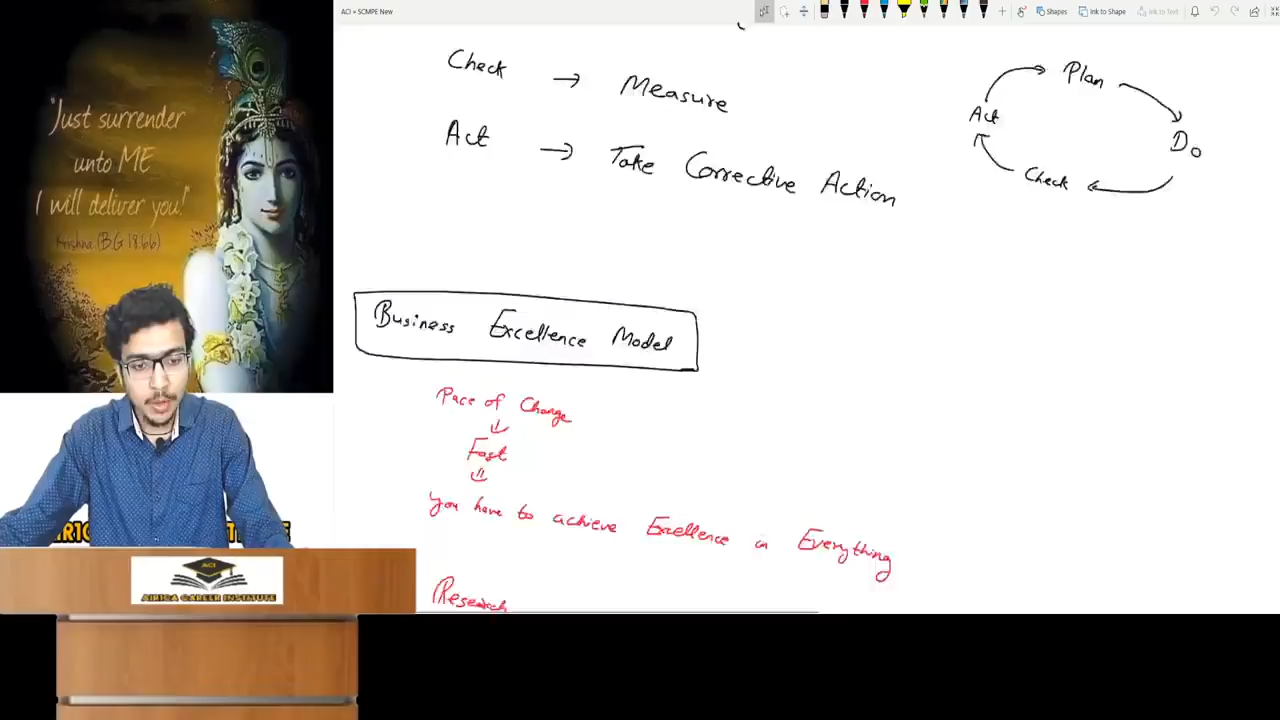 ACI » SCMPE New
Shapes
Ink to Shape
Ink to Text
Check → Measure
Act → Take Corrective Action
Plan
Do
Check
Act
"Just surrender
unto ME
I will deliver you!"
Krishna (BG 18:66)
Business Excellence Model
Pace of Change
Fast
you have to achieve Excellence in Everything
Research
ACI
AIRICA CAREER INSTITUTE